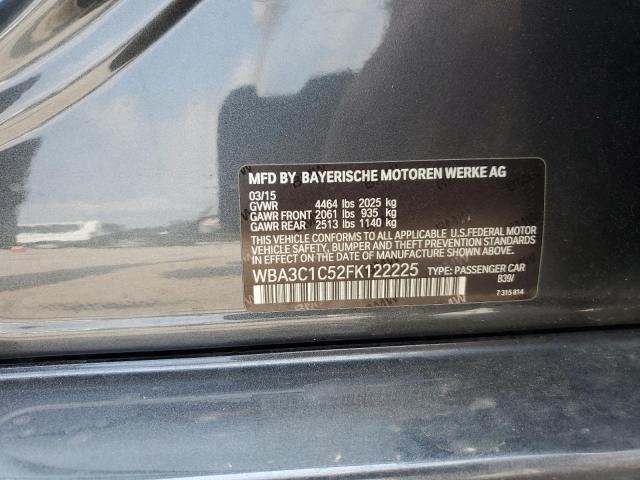 MFD BY BAYERISCHE MOTOREN WERKE AG
03/15
GVWR 4464 lbs 2025 kg
GAWR FRONT 2061 lbs 935 kg
GAWR REAR 2513 lbs 1140 kg
THIS VEHICLE CONFORMS TO ALL APPLICABLE U.S.FEDERAL MOTOR
VEHICLE SAFETY, BUMPER AND THEFT PREVENTION STANDARDS
IN EFFECT ON THE DATE OF MANUFACTURE SHOWN ABOVE.
WBA3C1C52FK122225 TYPE: PASSENGER CAR
B39/
7 315 814